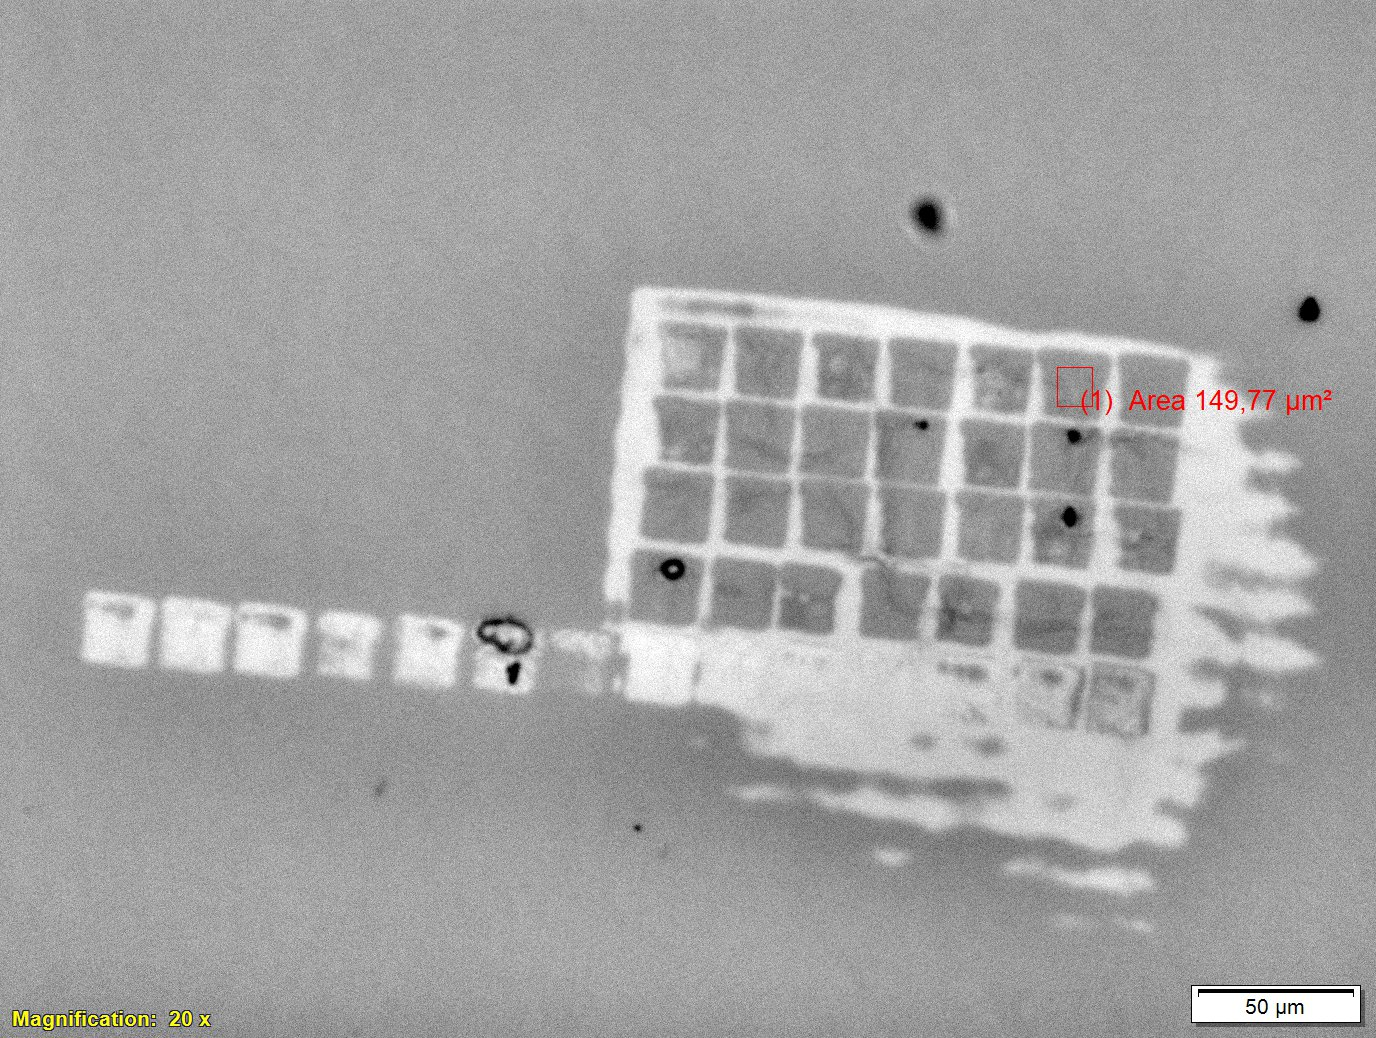 (1) Area 149,77 µm²
Magnification: 20 x
50 µm